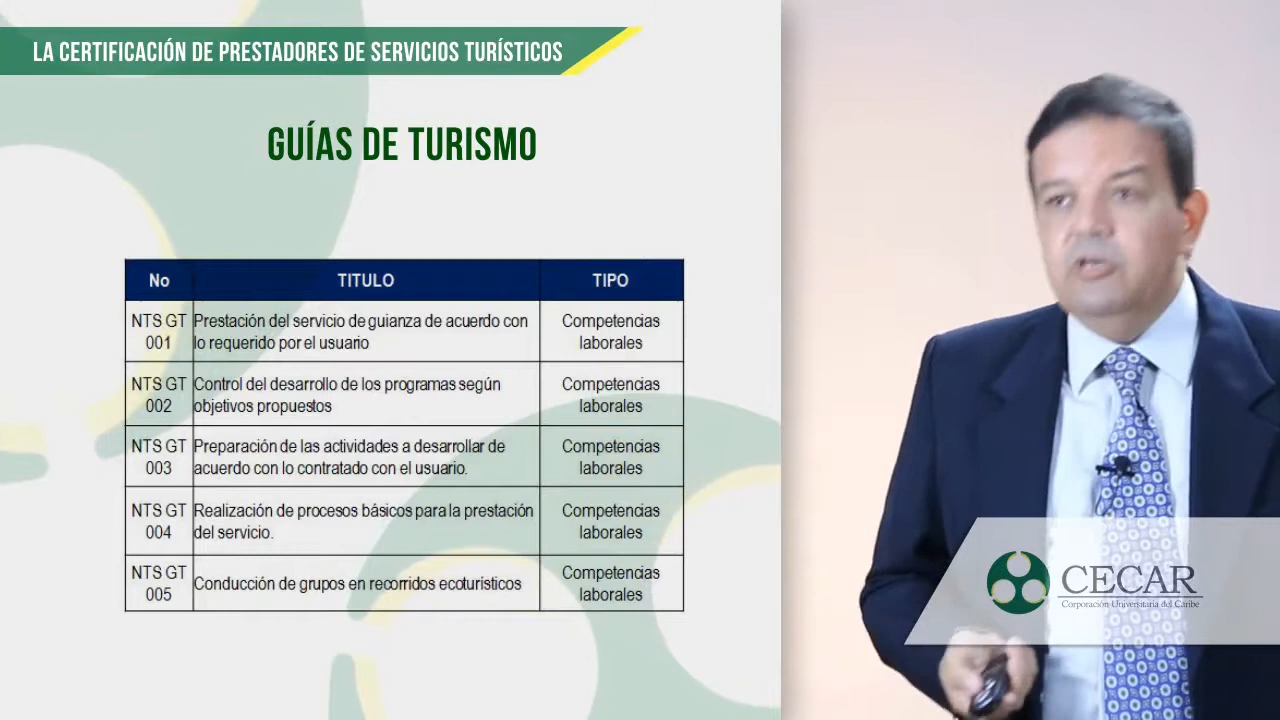 LA CERTIFICACIÓN DE PRESTADORES DE SERVICIOS TURÍSTICOS
GUÍAS DE TURISMO
No TITULO TIPO
NTS GT 001
Prestación del servicio de guianza de acuerdo con
lo requerido por el usuario
Competencias
laborales
NTS GT 002
Control del desarrollo de los programas según
objetivos propuestos
Competencias
laborales
NTS GT 003
Preparación de las actividades a desarrollar de
acuerdo con lo contratado con el usuario.
Competencias
laborales
NTS GT 004
Realización de procesos básicos para la prestación
del servicio.
Competencias
laborales
NTS GT 005
Conducción de grupos en recorridos ecoturísticos
Competencias
laborales
CECAR
Corporación Universitaria del Caribe